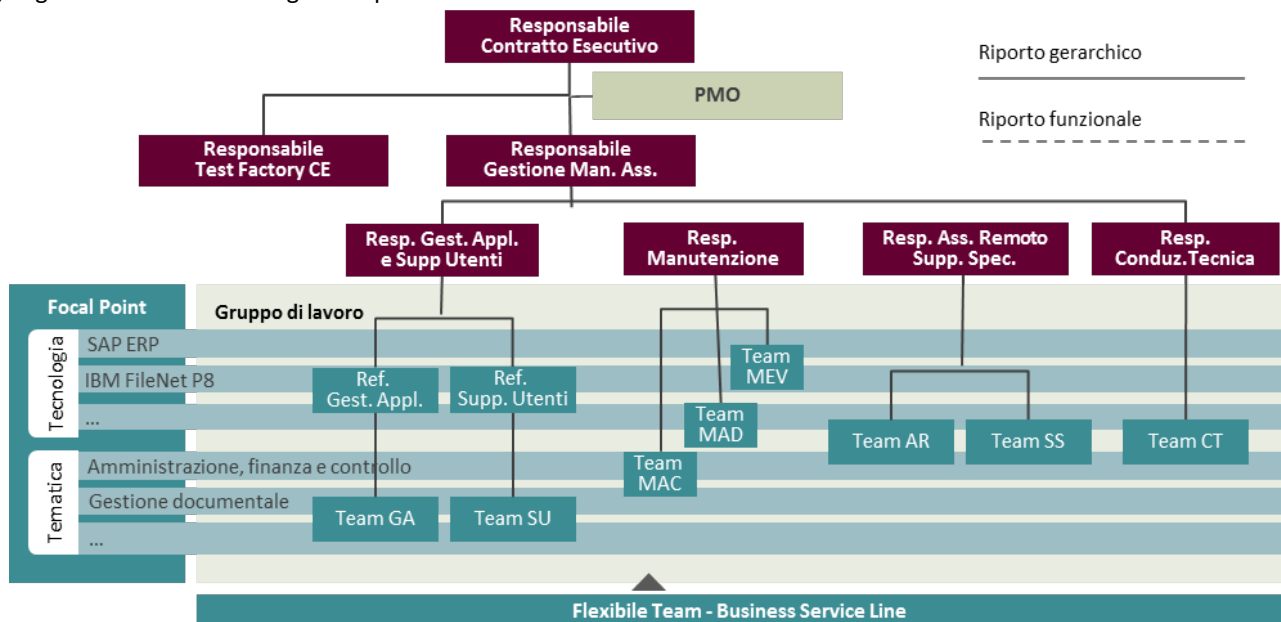 Responsabile
Contratto Esecutivo
Riporto gerarchico
PMO
Riporto funzionale
Responsabile
Test Factory CE
Responsabile
Gestione Man. Ass.
Resp. Gest. Appl.
e Supp Utenti
Resp.
Manutenzione
Resp. Ass. Remoto
Supp. Spec.
Resp.
Conduz.Tecnica
Focal Point
Gruppo di lavoro
Tecnologia
SAP ERP
IBM FileNet P8
...
Ref.
Gest. Appl.
Ref.
Supp. Utenti
Team
MEV
Team
MAD
Team
MAC
Team AR
Team SS
Team CT
Tematica
Amministrazione, finanza e controllo
Gestione documentale
...
Team GA
Team SU
Flexibile Team - Business Service Line